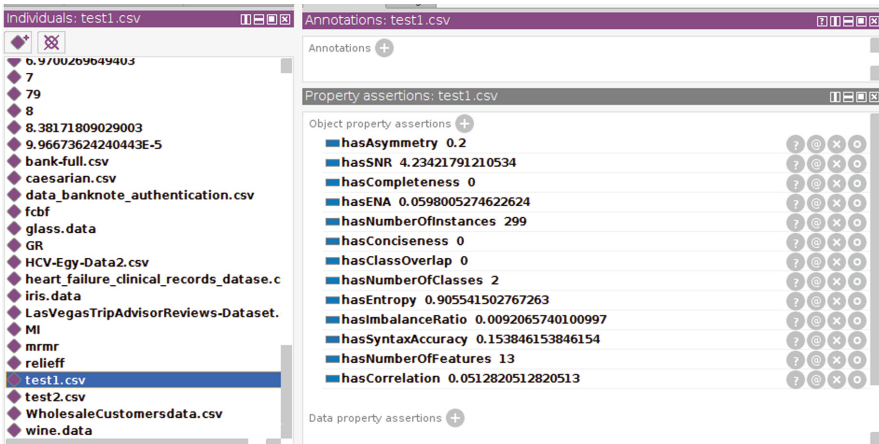 Individuals: test1.csv
6.9700269649403
7
79
8
8.38171809029003
9.96673624240443E-5
bank-full.csv
caesarian.csv
data_banknote_authentication.csv
fcbf
glass.data
GR
HCV-Egy-Data2.csv
heart_failure_clinical_records_datase.c
iris.data
LasVegasTripAdvisorReviews-Dataset.
MI
mrmr
relieff
test1.csv
test2.csv
WholesaleCustomersdata.csv
wine.data
Annotations: test1.csv
Annotations
Property assertions: test1.csv
Object property assertions
hasAsymmetry 0.2
hasSNR 4.23421791210534
hasCompleteness 0
hasENA 0.0598005274622624
hasNumberOfInstances 299
hasConciseness 0
hasClassOverlap 0
hasNumberOfClasses 2
hasEntropy 0.905541502767263
hasImbalanceRatio 0.0092065740100997
hasSyntaxAccuracy 0.153846153846154
hasNumberOfFeatures 13
hasCorrelation 0.0512820512820513
Data property assertions